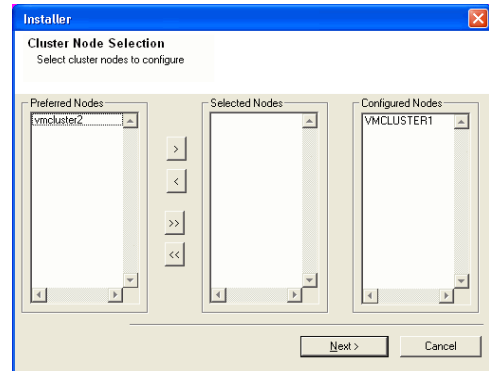 Installer
Cluster Node Selection
Select cluster nodes to configure
Preferred Nodes
vmcluster2
>
<
>>
<<
Selected Nodes
Configured Nodes
VMCLUSTER1
Next >
Cancel